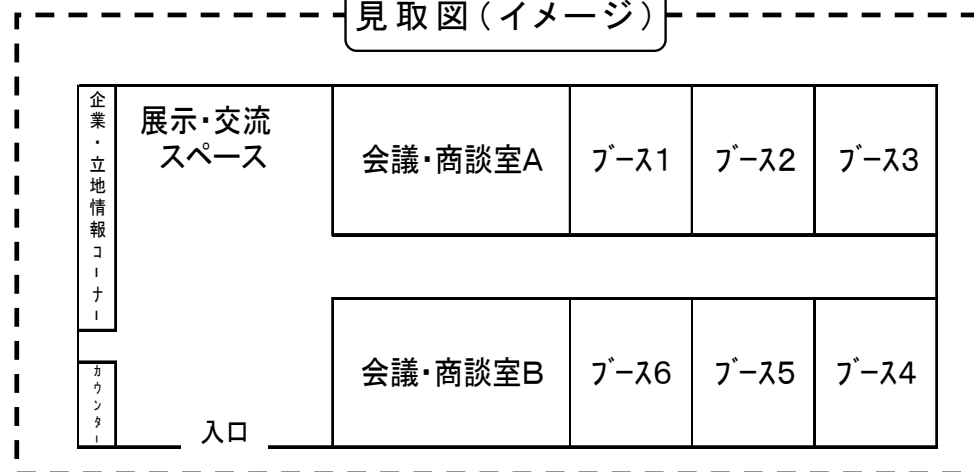 見取図(イメージ)
企業・立地情報コーナー
展示・交流
スペース
会議・商談室A
ブース1
ブース2
ブース3
会議・商談室B
ブース6
ブース5
ブース4
カウンター
入口